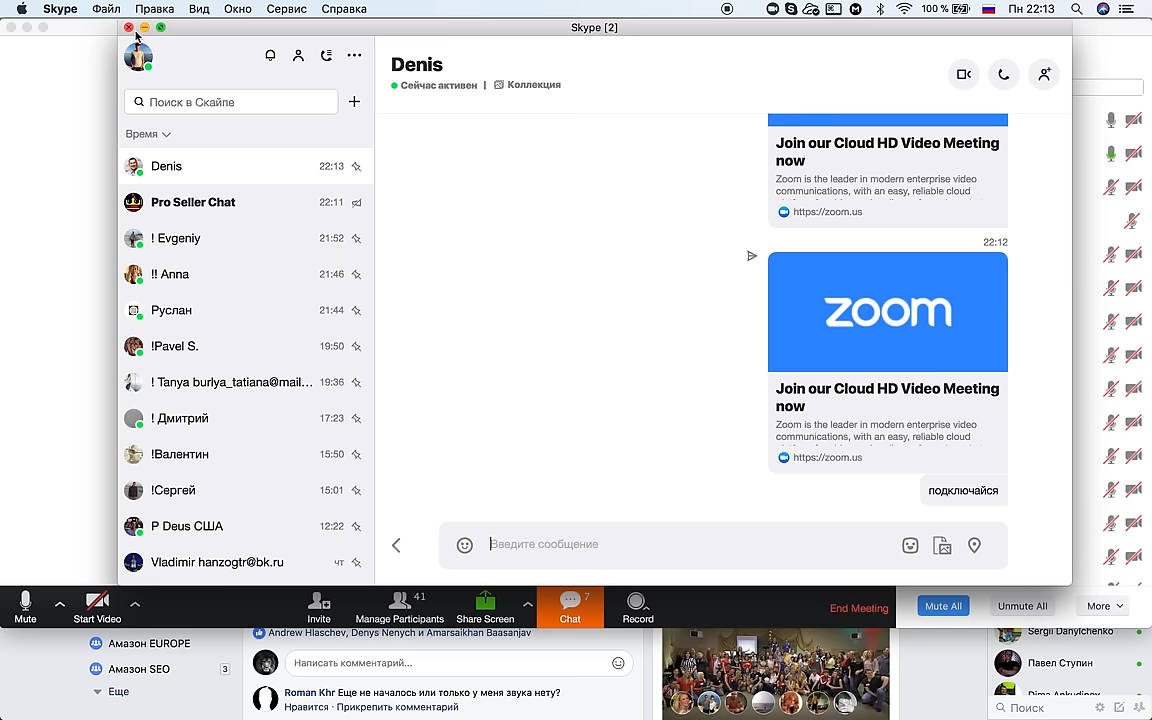 Skype Файл Правка Вид Окно Сервис Справка 100 % Пн 22:13
Skype [2]
Поиск в Скайпе
Время
Denis 22:13
Pro Seller Chat 22:11
! Evgeniy 21:52
!! Anna 21:46
Руслан 21:44
!Pavel S. 19:50
! Tanya burlya_tatiana@mail... 19:36
! Дмитрий 17:23
!Валентин 15:50
!Сергей 15:01
P Deus США 12:22
Vladimir hanzogtr@bk.ru чт
Denis
Сейчас активен | Коллекция
Join our Cloud HD Video Meeting
now
Zoom is the leader in modern enterprise video
communications, with an easy, reliable cloud
https://zoom.us
22:12
zoom
Join our Cloud HD Video Meeting
now
Zoom is the leader in modern enterprise video
communications, with an easy, reliable cloud
https://zoom.us
подключайся
Введите сообщение
Mute
Start Video
Invite
41
Manage Participants
Share Screen
7
Chat
Record
End Meeting
Mute All
Unmute All
More
Амазон EUROPE
Амазон SEO 3
Еще
Andrew Hlaschev, Denys Nenych и Amarsaikhan Baasanjav
Написать комментарий...
Roman Khr Еще не началось или только у меня звука нету?
Нравится · Прикрепить комментарий
Sergii Danylchenko
Павел Ступин
Dima Ankudinov
Поиск